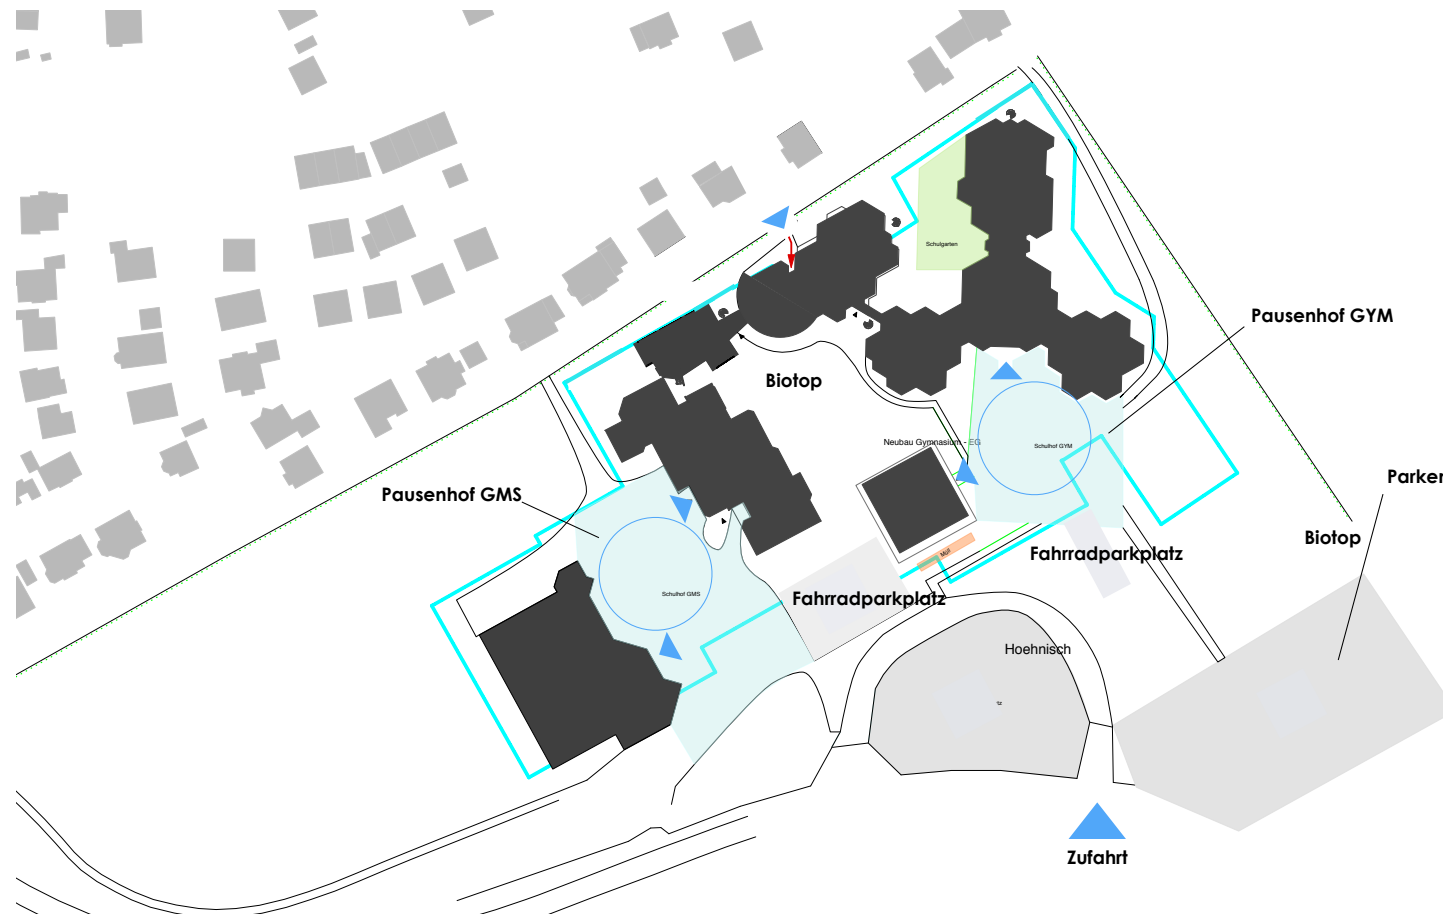 Schulgarten
Pausenhof GYM
Biotop
Neubau Gymnasium - EG
Schulhof GYM
Parker
Pausenhof GMS
Biotop
Müll
Fahrradparkplatz
Schulhof GMS
Fahrradparkplatz
Hoehnisch
tz
Zufahrt